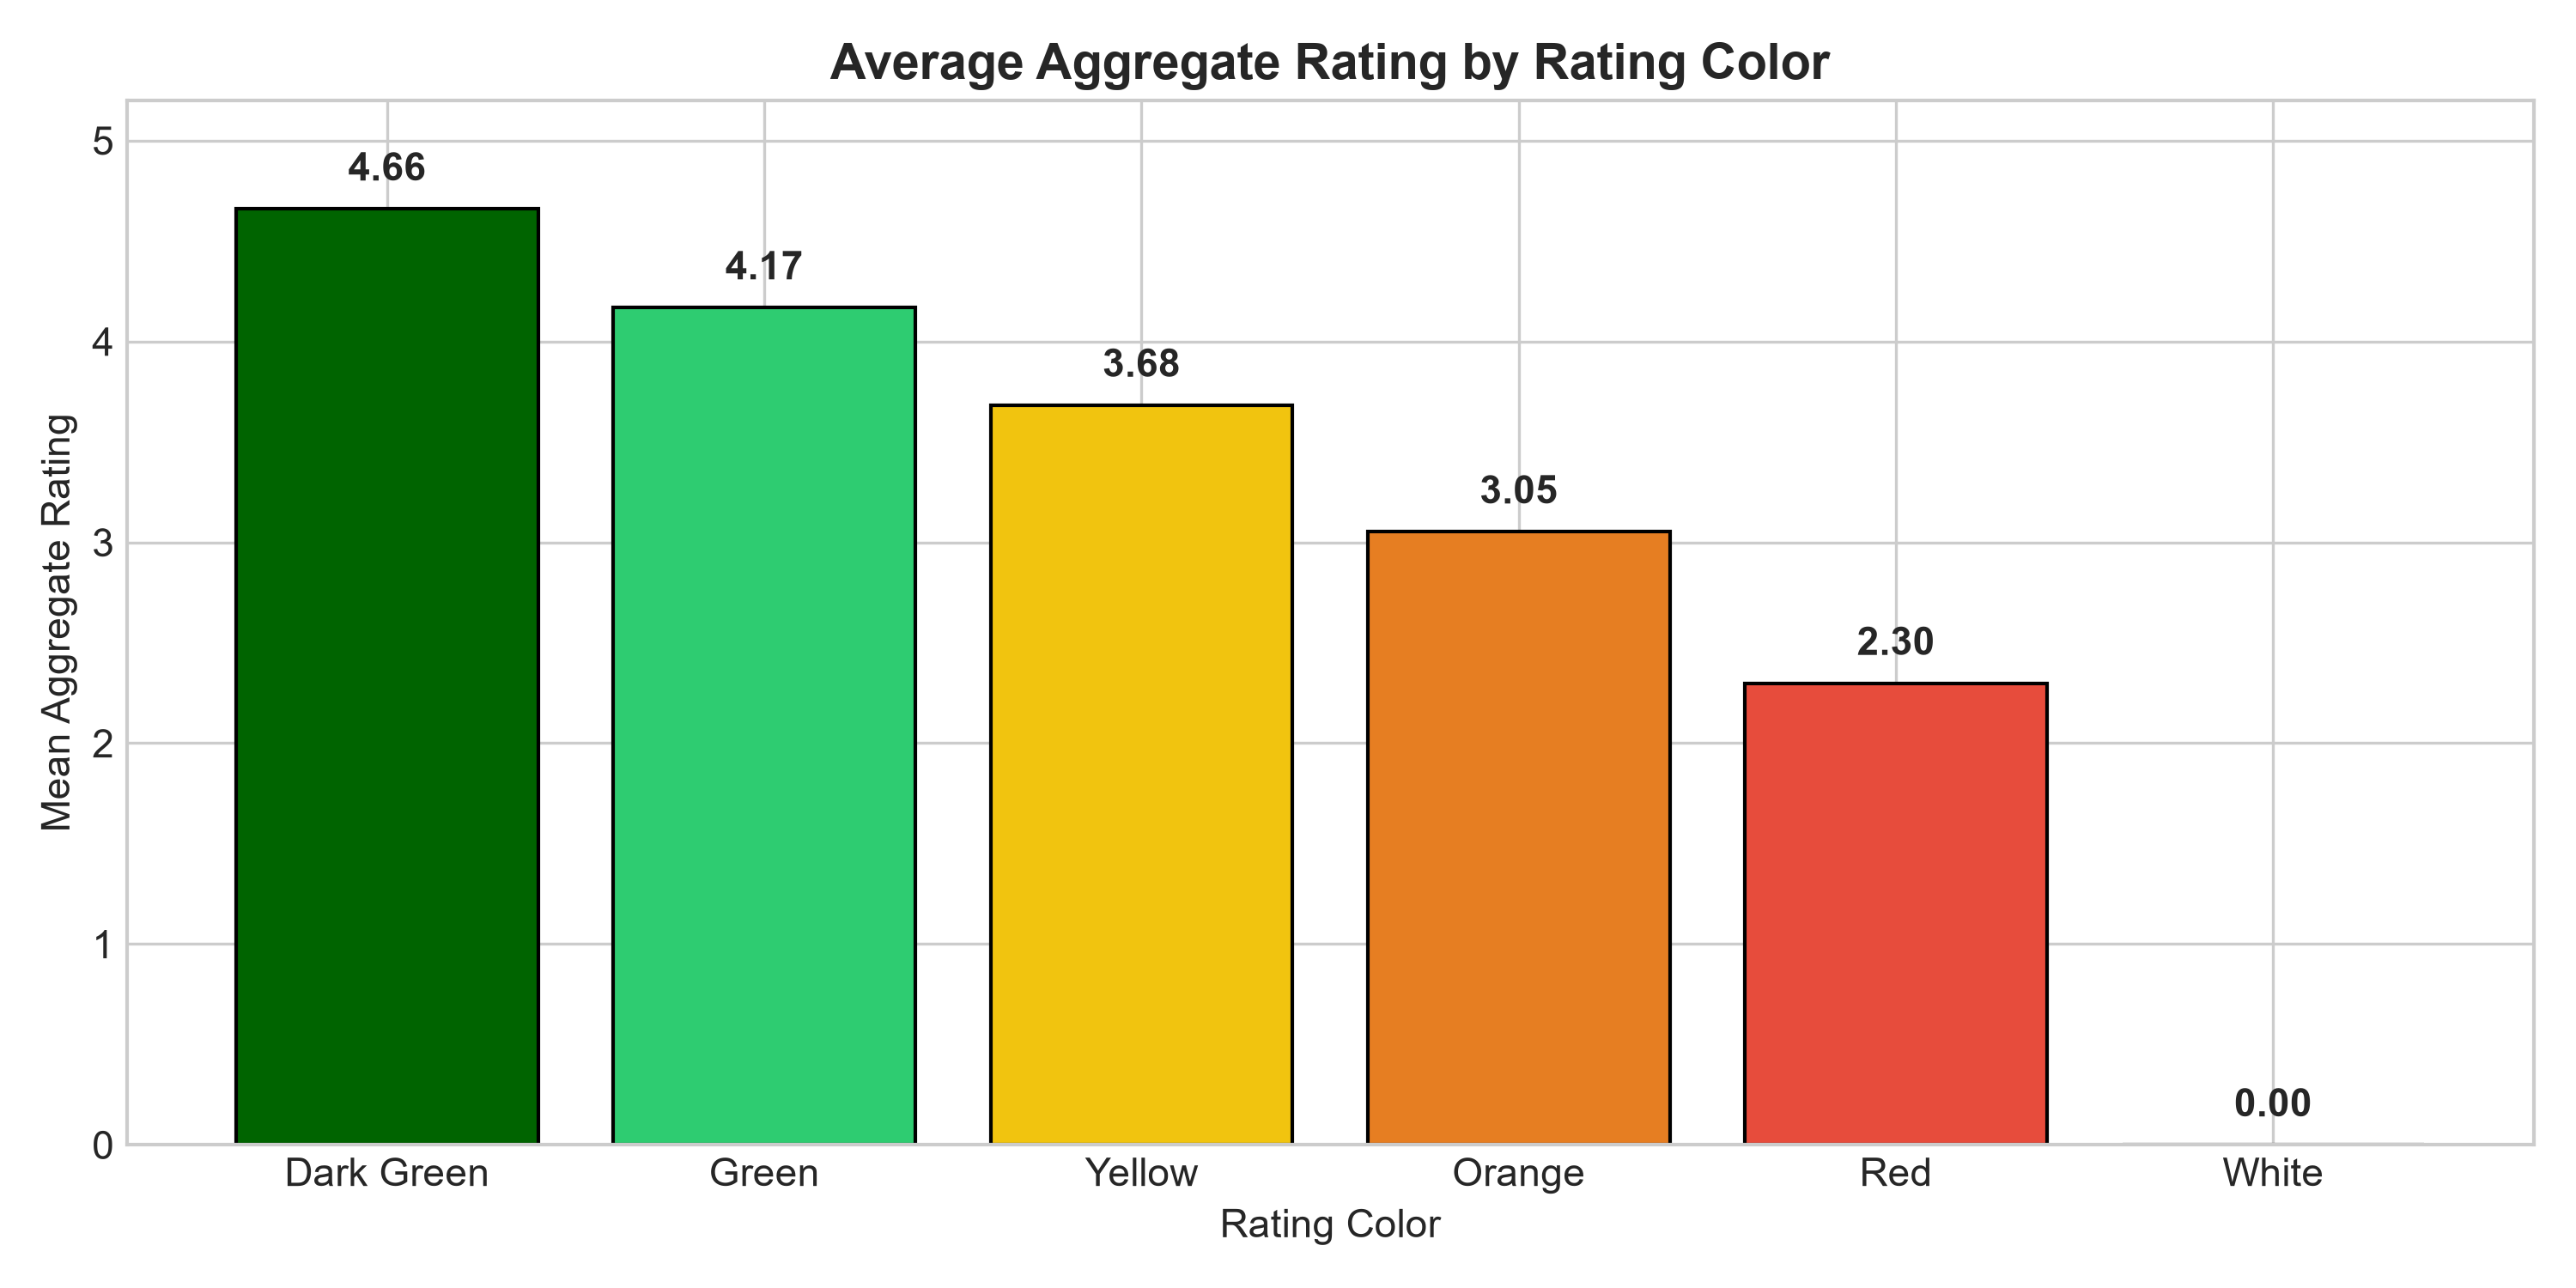 Average Aggregate Rating by Rating Color
5
4
3
2
1
0
Mean Aggregate Rating
4.66
4.17
3.68
3.05
2.30
0.00
Dark Green
Green
Yellow
Orange
Red
White
Rating Color